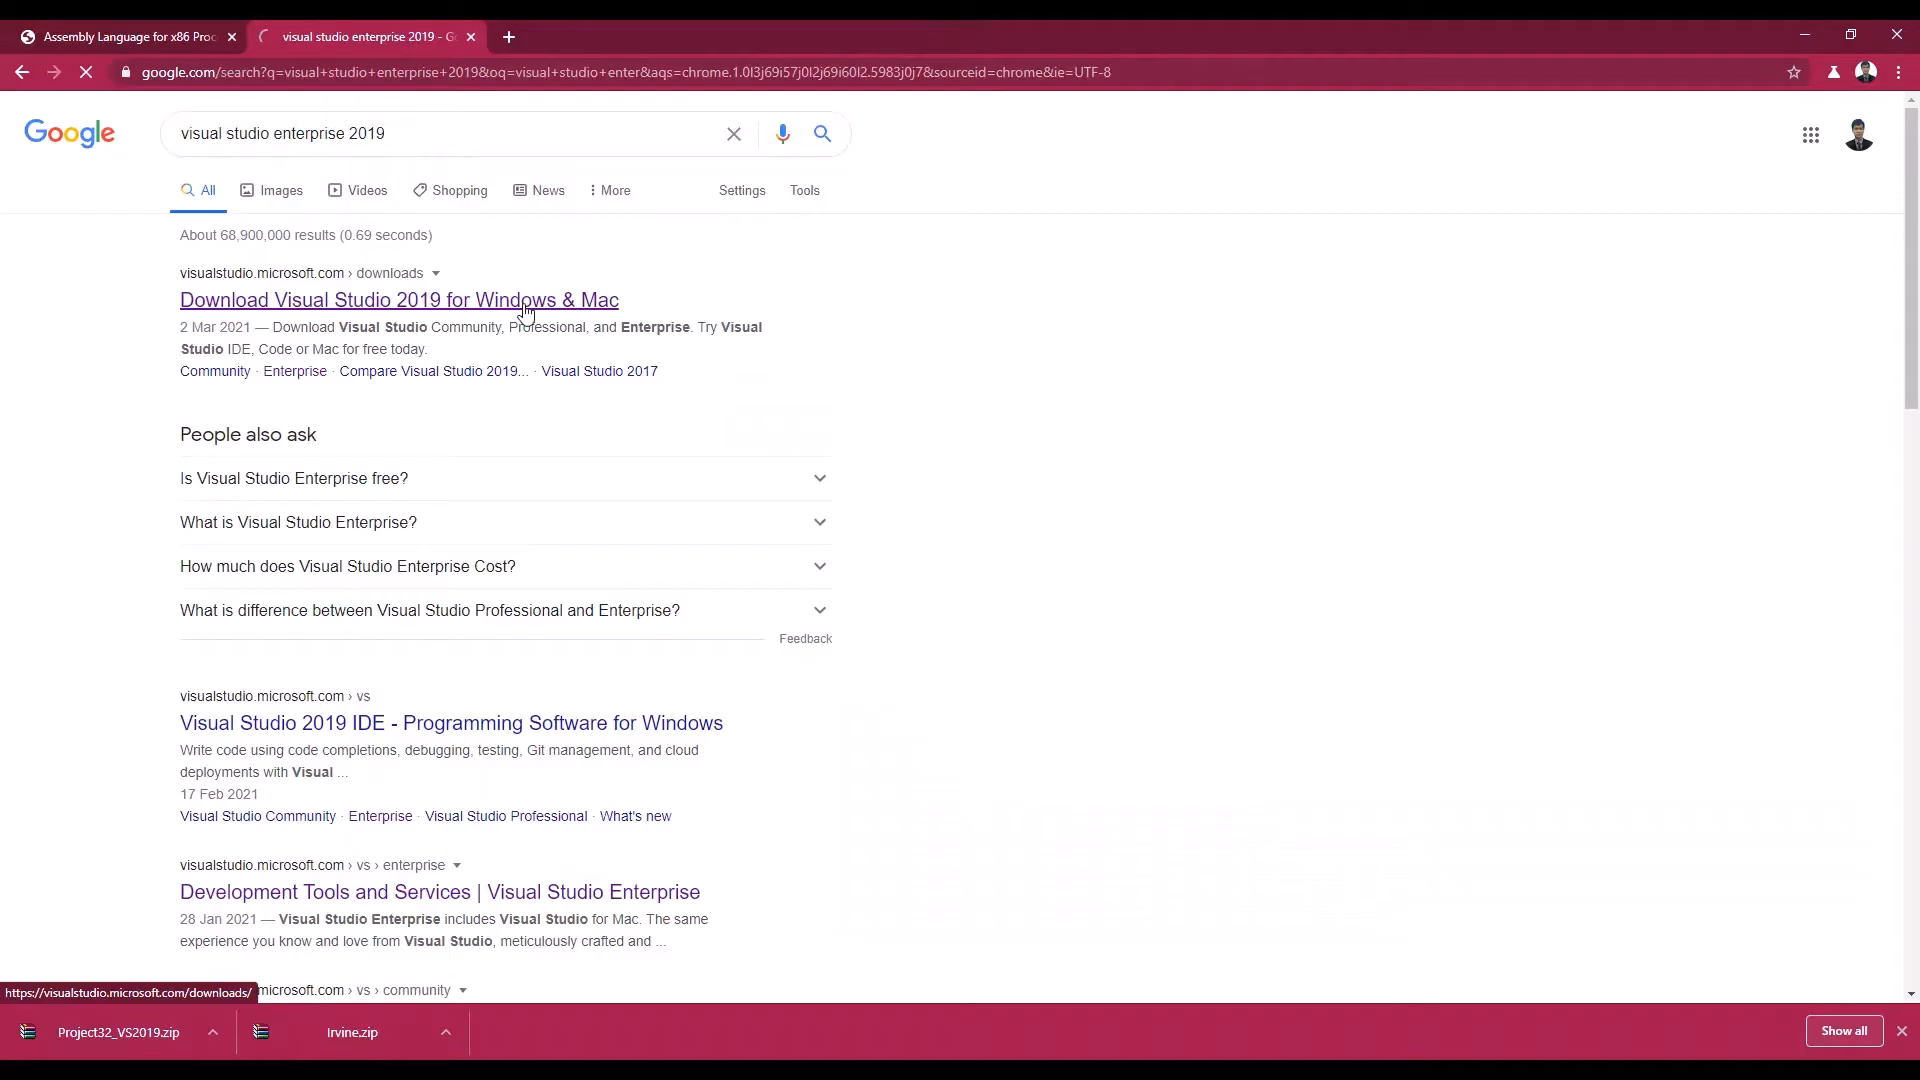 Assembly Language for x86 Proc
visual studio enterprise 2019 - Go
google.com/search?q=visual+studio+enterprise+2019&oq=visual+studio+enter&aqs=chrome.1.0l3j69i57j0l2j69i60l2.5983j0j7&sourceid=chrome&ie=UTF-8
Google
visual studio enterprise 2019
All
Images
Videos
Shopping
News
More
Settings
Tools
About 68,900,000 results (0.69 seconds)
visualstudio.microsoft.com › downloads
Download Visual Studio 2019 for Windows & Mac
2 Mar 2021 — Download Visual Studio Community, Professional, and Enterprise. Try Visual
Studio IDE, Code or Mac for free today.
Community · Enterprise · Compare Visual Studio 2019... · Visual Studio 2017
People also ask
Is Visual Studio Enterprise free?
What is Visual Studio Enterprise?
How much does Visual Studio Enterprise Cost?
What is difference between Visual Studio Professional and Enterprise?
Feedback
visualstudio.microsoft.com › vs
Visual Studio 2019 IDE - Programming Software for Windows
Write code using code completions, debugging, testing, Git management, and cloud
deployments with Visual ...
17 Feb 2021
Visual Studio Community · Enterprise · Visual Studio Professional · What's new
visualstudio.microsoft.com › vs › enterprise
Development Tools and Services | Visual Studio Enterprise
28 Jan 2021 — Visual Studio Enterprise includes Visual Studio for Mac. The same
experience you know and love from Visual Studio, meticulously crafted and ...
microsoft.com › vs › community
https://visualstudio.microsoft.com/downloads/
Project32_VS2019.zip
Irvine.zip
Show all